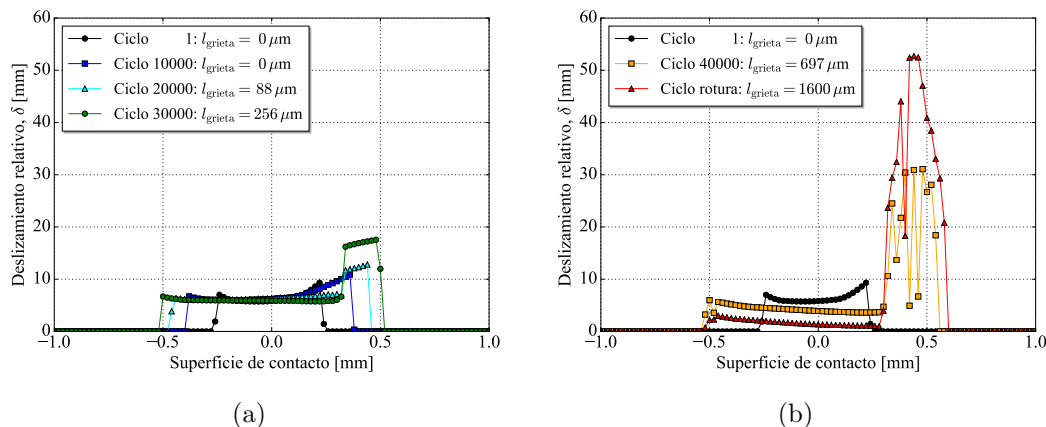 60
50
40
30
20
10
0
−1.0
−0.5
0.0
0.5
1.0
Superficie de contacto [mm]
Deslizamiento relativo, δ [mm]
Ciclo 1: l_grieta = 0 μm
Ciclo 10000: l_grieta = 0 μm
Ciclo 20000: l_grieta = 88 μm
Ciclo 30000: l_grieta = 256 μm
(a)
60
50
40
30
20
10
0
−1.0
−0.5
0.0
0.5
1.0
Superficie de contacto [mm]
Deslizamiento relativo, δ [mm]
Ciclo 1: l_grieta = 0 μm
Ciclo 40000: l_grieta = 697 μm
Ciclo rotura: l_grieta = 1600 μm
(b)